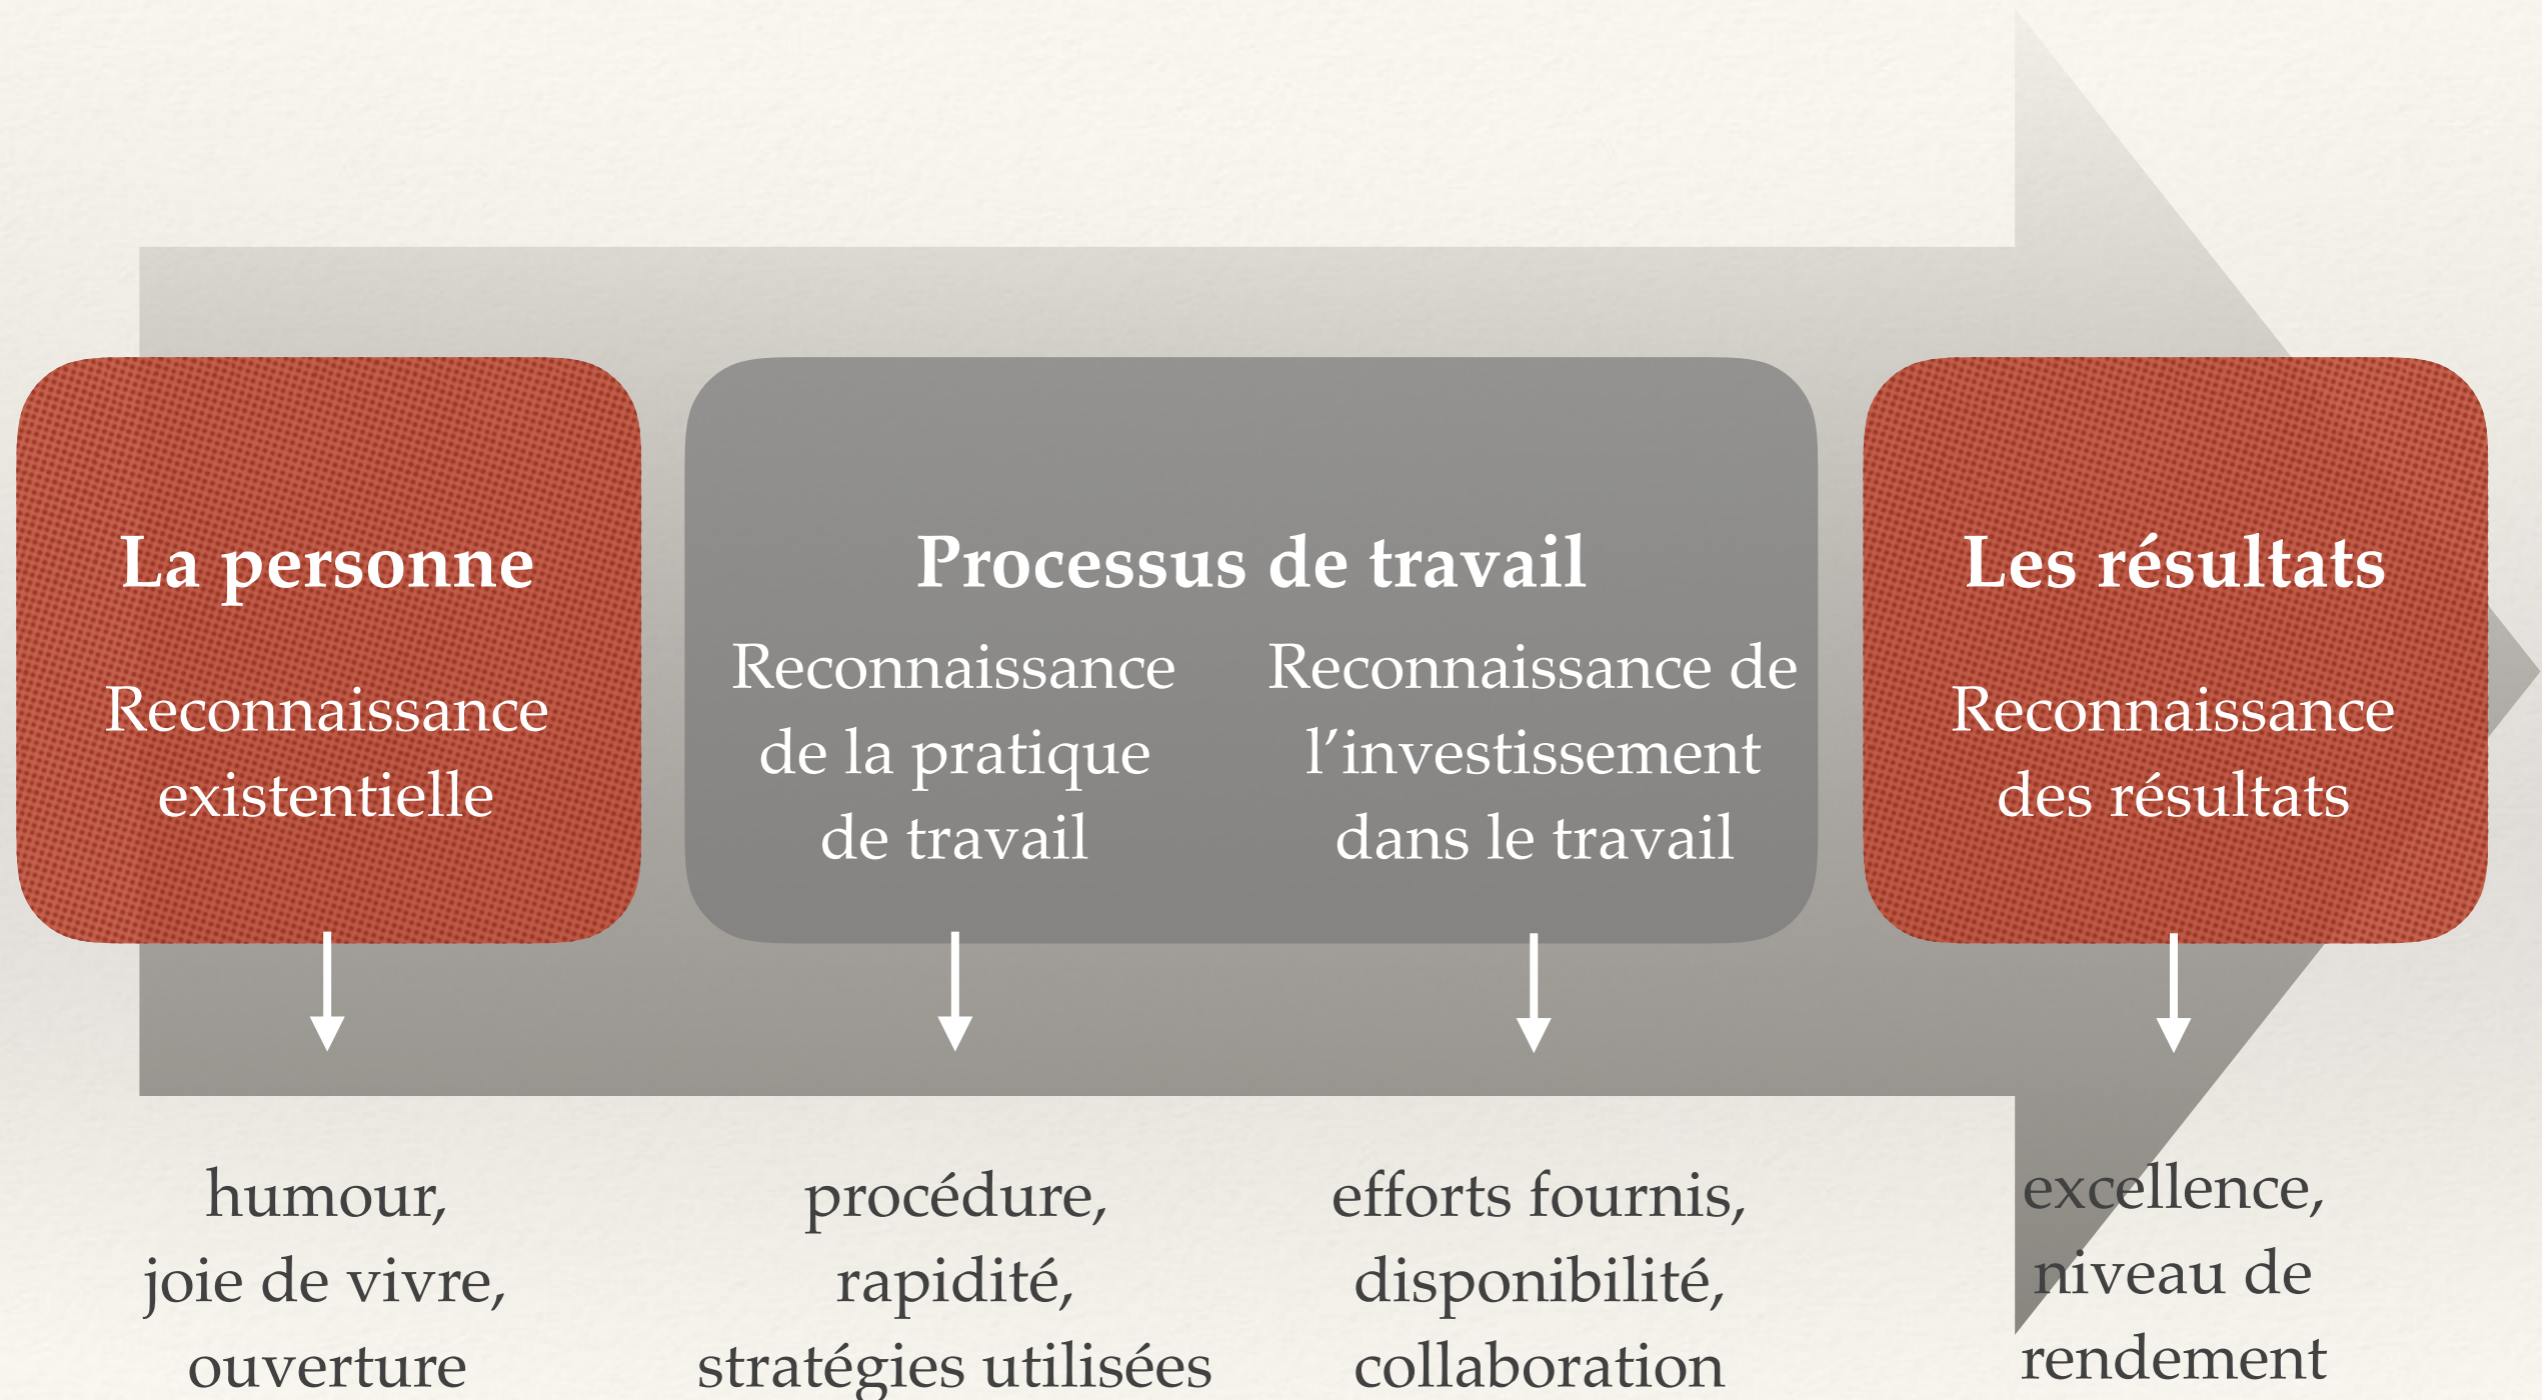 La personne
Reconnaissance
existentielle
Processus de travail
Reconnaissance
de la pratique
de travail
Reconnaissance de
l’investissement
dans le travail
Les résultats
Reconnaissance
des résultats
humour,
joie de vivre,
ouverture
procédure,
rapidité,
stratégies utilisées
efforts fournis,
disponibilité,
collaboration
excellence,
niveau de
rendement